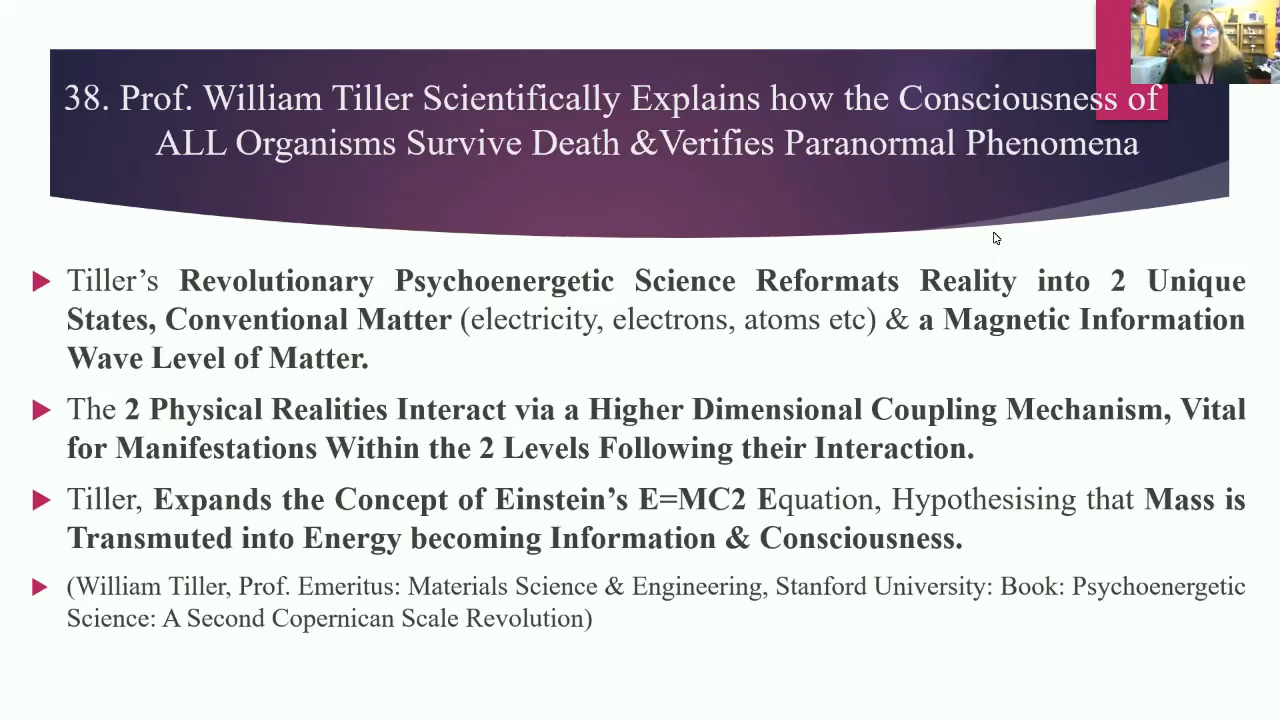 38. Prof. William Tiller Scientifically Explains how the Consciousness of
ALL Organisms Survive Death &Verifies Paranormal Phenomena
Tiller’s Revolutionary Psychoenergetic Science Reformats Reality into 2 Unique
States, Conventional Matter (electricity, electrons, atoms etc) & a Magnetic Information
Wave Level of Matter.
The 2 Physical Realities Interact via a Higher Dimensional Coupling Mechanism, Vital
for Manifestations Within the 2 Levels Following their Interaction.
Tiller, Expands the Concept of Einstein’s E=MC2 Equation, Hypothesising that Mass is
Transmuted into Energy becoming Information & Consciousness.
(William Tiller, Prof. Emeritus: Materials Science & Engineering, Stanford University: Book: Psychoenergetic
Science: A Second Copernican Scale Revolution)